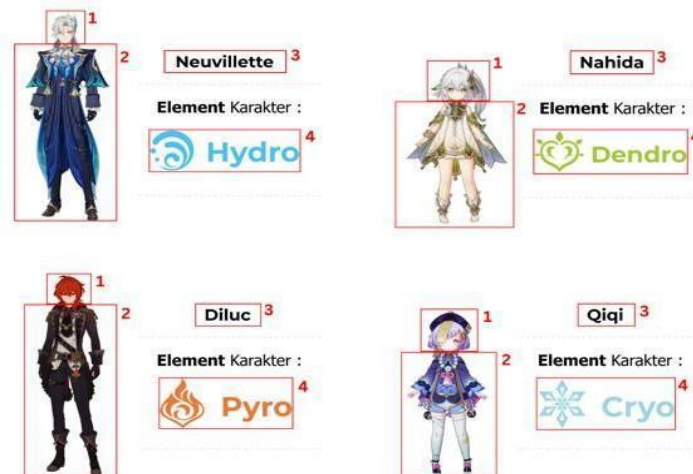 1
2
Neuvillette 3
Element Karakter :
4
Hydro
1
2
Nahida 3
Element Karakter :
4
Dendro
1
2
Diluc 3
Element Karakter :
4
Pyro
1
2
Qiqi 3
Element Karakter :
4
Cryo